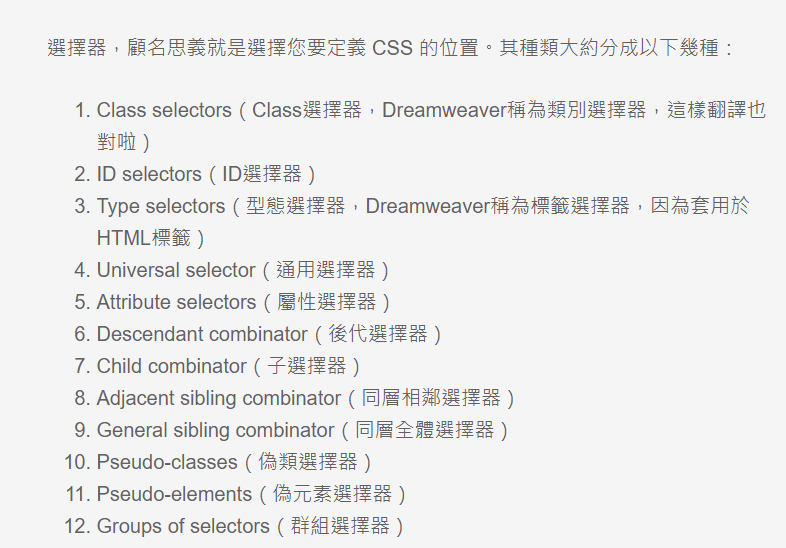 選擇器，顧名思義就是選擇您要定義 CSS 的位置。其種類大約分成以下幾種：
1. Class selectors（Class選擇器，Dreamweaver稱為類別選擇器，這樣翻譯也
對啦）
2. ID selectors（ID選擇器）
3. Type selectors（型態選擇器，Dreamweaver稱為標籤選擇器，因為套用於
HTML標籤）
4. Universal selector（通用選擇器）
5. Attribute selectors（屬性選擇器）
6. Descendant combinator（後代選擇器）
7. Child combinator（子選擇器）
8. Adjacent sibling combinator（同層相鄰選擇器）
9. General sibling combinator（同層全體選擇器）
10. Pseudo-classes（偽類選擇器）
11. Pseudo-elements（偽元素選擇器）
12. Groups of selectors（群組選擇器）